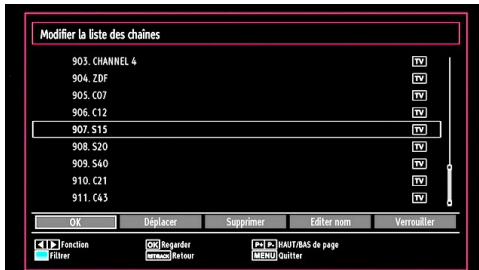 Modifier la liste des chaînes
903. CHANNEL 4 TV
904. ZDF TV
905. C07 TV
906. C12 TV
907. S15 TV
908. S20 TV
909. S40 TV
910. C21 TV
911. C43 TV
OK Déplacer Supprimer Editer nom Verrouiller
Fonction OK Regarder P+ P- HAUT/BAS de page
Filtrer RET/BACK Retour MENU Quitter